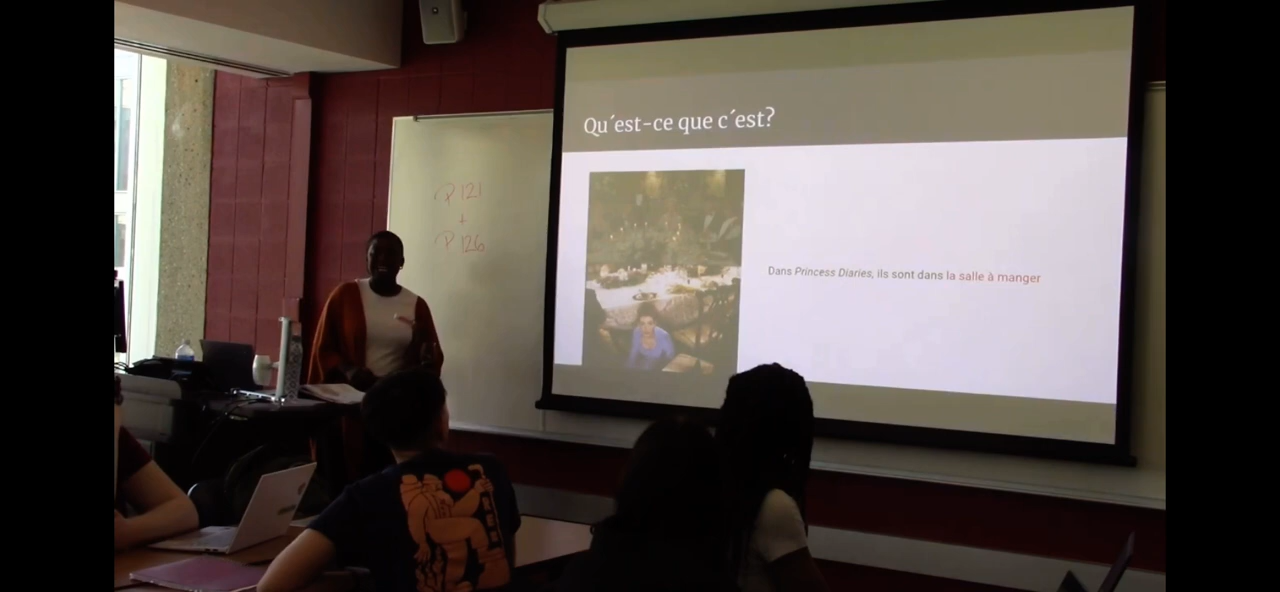 P 121
+
P 126
Qu´est-ce que c´est?
Dans Princess Diaries, ils sont dans la salle à manger